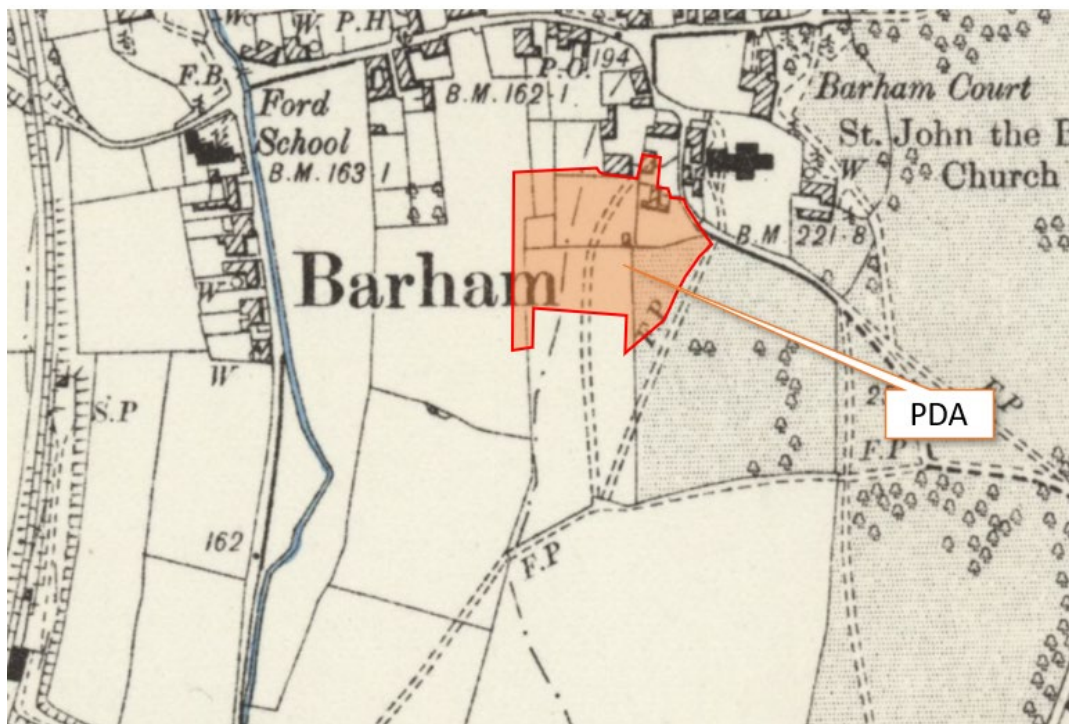 W
W
P.H
194
P.O.
F.B
Ford
School
B.M. 162·1
B.M. 163·1
Barham Court
St. John the B
Church
W
B.M 221·8
Barham
W
W
F.P
S.P
F.P
PDA
F.P
162
F.P